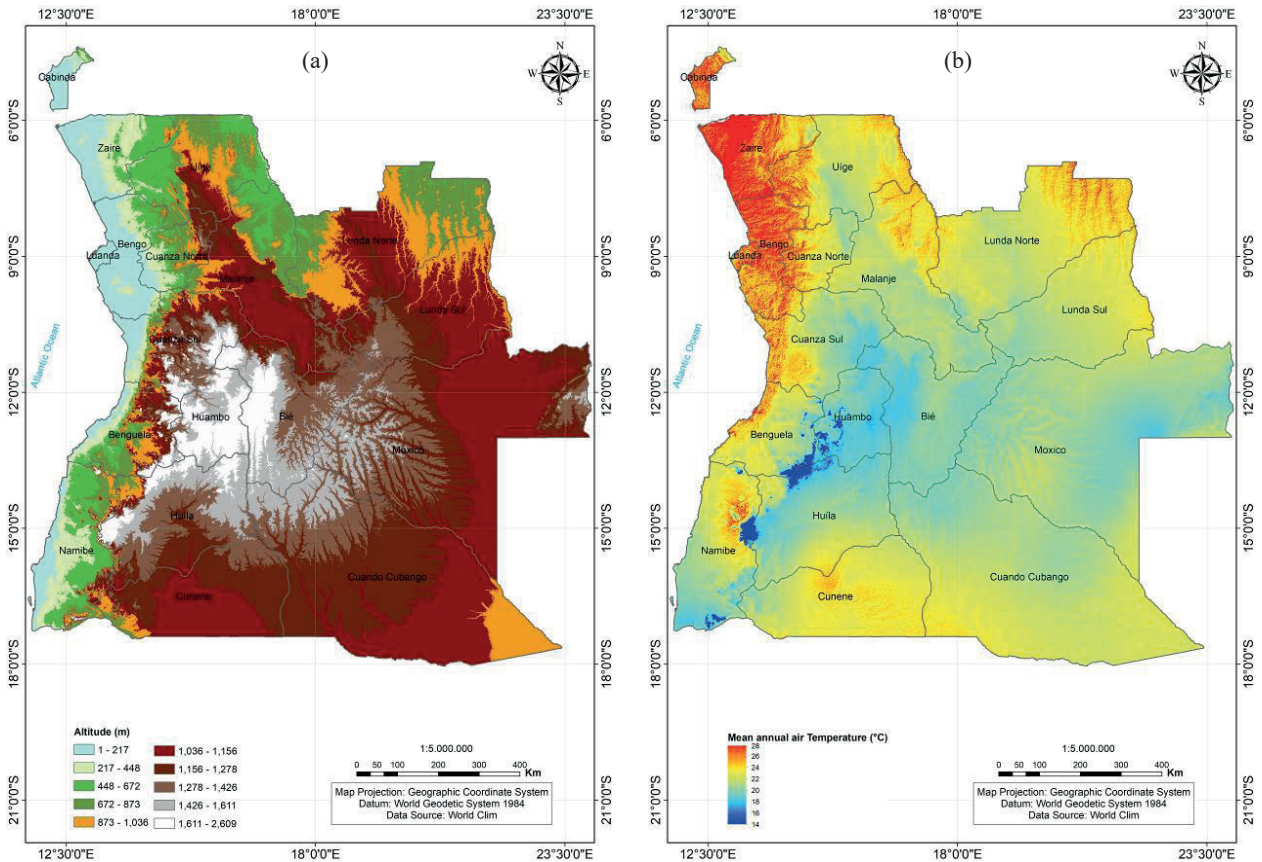 12°3'0"E 18°0'0"E 23°3'0"E
(a)
N
W E
S
6°0'0"S
9°0'0"S
12°0'0"S
15°0'0"S
18°0'0"S
21°0'0"S
Atlantic Ocean
Cabinda
Zaire
Uíge
Bengo
Luanda
Cuanza Norte
Lunda Norte
Malanje
Lunda Sul
Cuanza Sul
Huambo
Bié
Benguela
Moxico
Huíla
Namibe
Cuando Cubango
Cunene
Altitude (m)
1 - 217
217 - 448
448 - 672
672 - 873
873 - 1,036
1,036 - 1,156
1,156 - 1,278
1,278 - 1,426
1,426 - 1,611
1,611 - 2,609
1:5.000.000
0 50 100 200 300 400
Km
Map Projection: Geographic Coordinate System
Datum: World Geodetic System 1984
Data Source: World Clim
6°0'0"S
9°0'0"S
12°0'0"S
15°0'0"S
18°0'0"S
21°0'0"S
12°3'0"E 18°0'0"E 23°3'0"E
12°3'0"E 18°0'0"E 23°3'0"E
(b)
N
W E
S
6°0'0"S
9°0'0"S
12°0'0"S
15°0'0"S
18°0'0"S
21°0'0"S
Atlantic Ocean
Cabinda
Zaire
Uíge
Bengo
Luanda
Cuanza Norte
Lunda Norte
Malanje
Lunda Sul
Cuanza Sul
Huambo
Bié
Benguela
Moxico
Huíla
Namibe
Cuando Cubango
Cunene
Mean annual air Temperature (°C)
28
26
24
22
20
18
16
14
1:5.000.000
0 50 100 200 300 400
Km
Map Projection: Geographic Coordinate System
Datum: World Geodetic System 1984
Data Source: World Clim
6°0'0"S
9°0'0"S
12°0'0"S
15°0'0"S
18°0'0"S
21°0'0"S
12°3'0"E 18°0'0"E 23°3'0"E